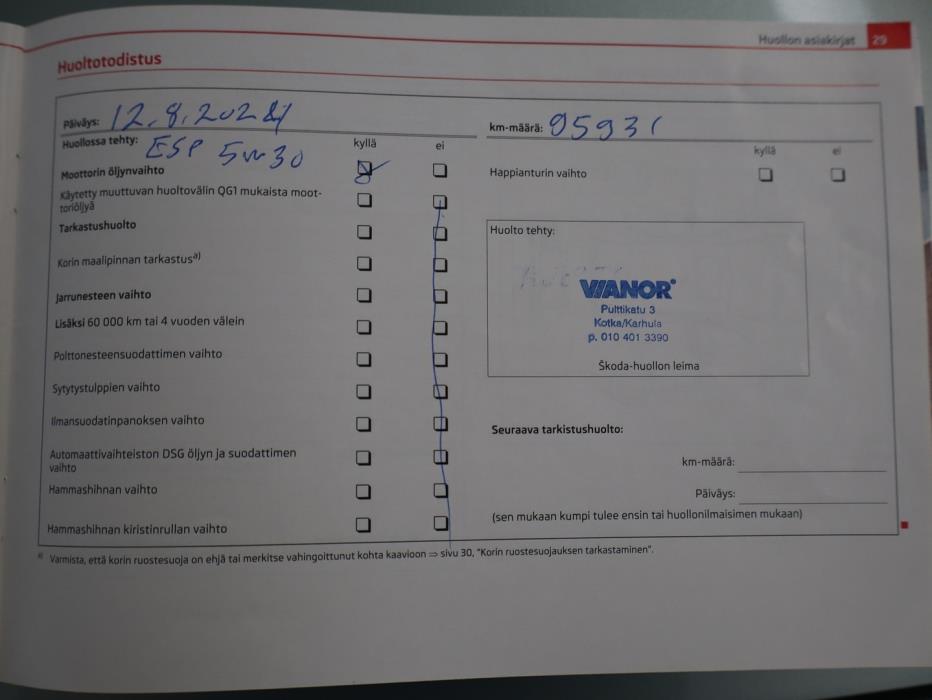 Huollon asiakirjat 29
Huoltotodistus
Päiväys: 12.8.2021
km-määrä: 95931
Huollossa tehty: ESP 5w30
kyllä ei
kyllä ei
Moottorin öljynvaihto
Happianturin vaihto
Käytetty muuttuvan huoltovälin QG1 mukaista moot-
toriöljyä
Tarkastushuolto
Korin maalipinnan tarkastusa)
Jarrunesteen vaihto
Lisäksi 60 000 km tai 4 vuoden välein
Polttonesteensuodattimen vaihto
Sytytystulppien vaihto
Ilmansuodatinpanoksen vaihto
Automaattivaihteiston DSG öljyn ja suodattimen
vaihto
Hammashihnan vaihto
Hammashihnan kiristinrullan vaihto
Huolto tehty:
VIANOR
Pulttikatu 3
Kotka/Karhula
p. 010 401 3390
Škoda-huollon leima
Seuraava tarkistushuolto:
km-määrä:
Päiväys:
(sen mukaan kumpi tulee ensin tai huollonilmaisimen mukaan)
a) Varmista, että korin ruostesuoja on ehjä tai merkitse vahingoittunut kohta kaavioon ⇒ sivu 30, "Korin ruostesuojauksen tarkastaminen".